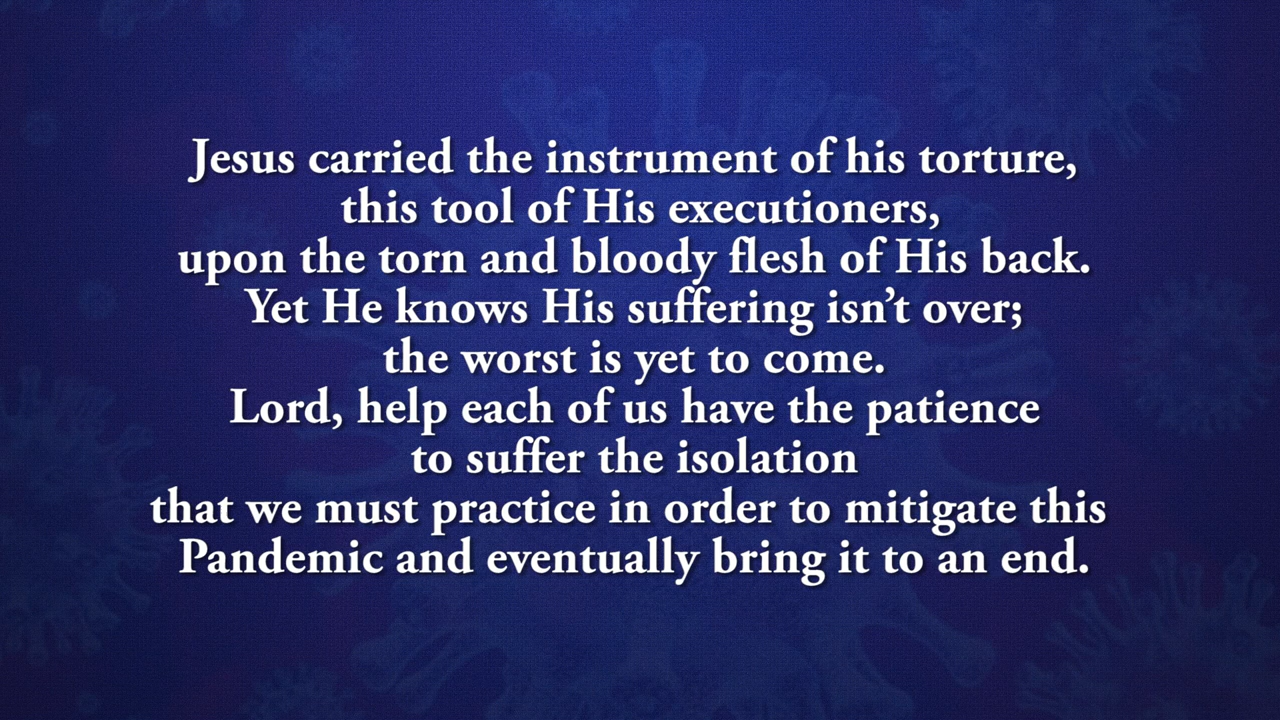 Jesus carried the instrument of his torture,
this tool of His executioners,
upon the torn and bloody flesh of His back.
Yet He knows His suffering isn’t over;
the worst is yet to come.
Lord, help each of us have the patience
to suffer the isolation
that we must practice in order to mitigate this
Pandemic and eventually bring it to an end.